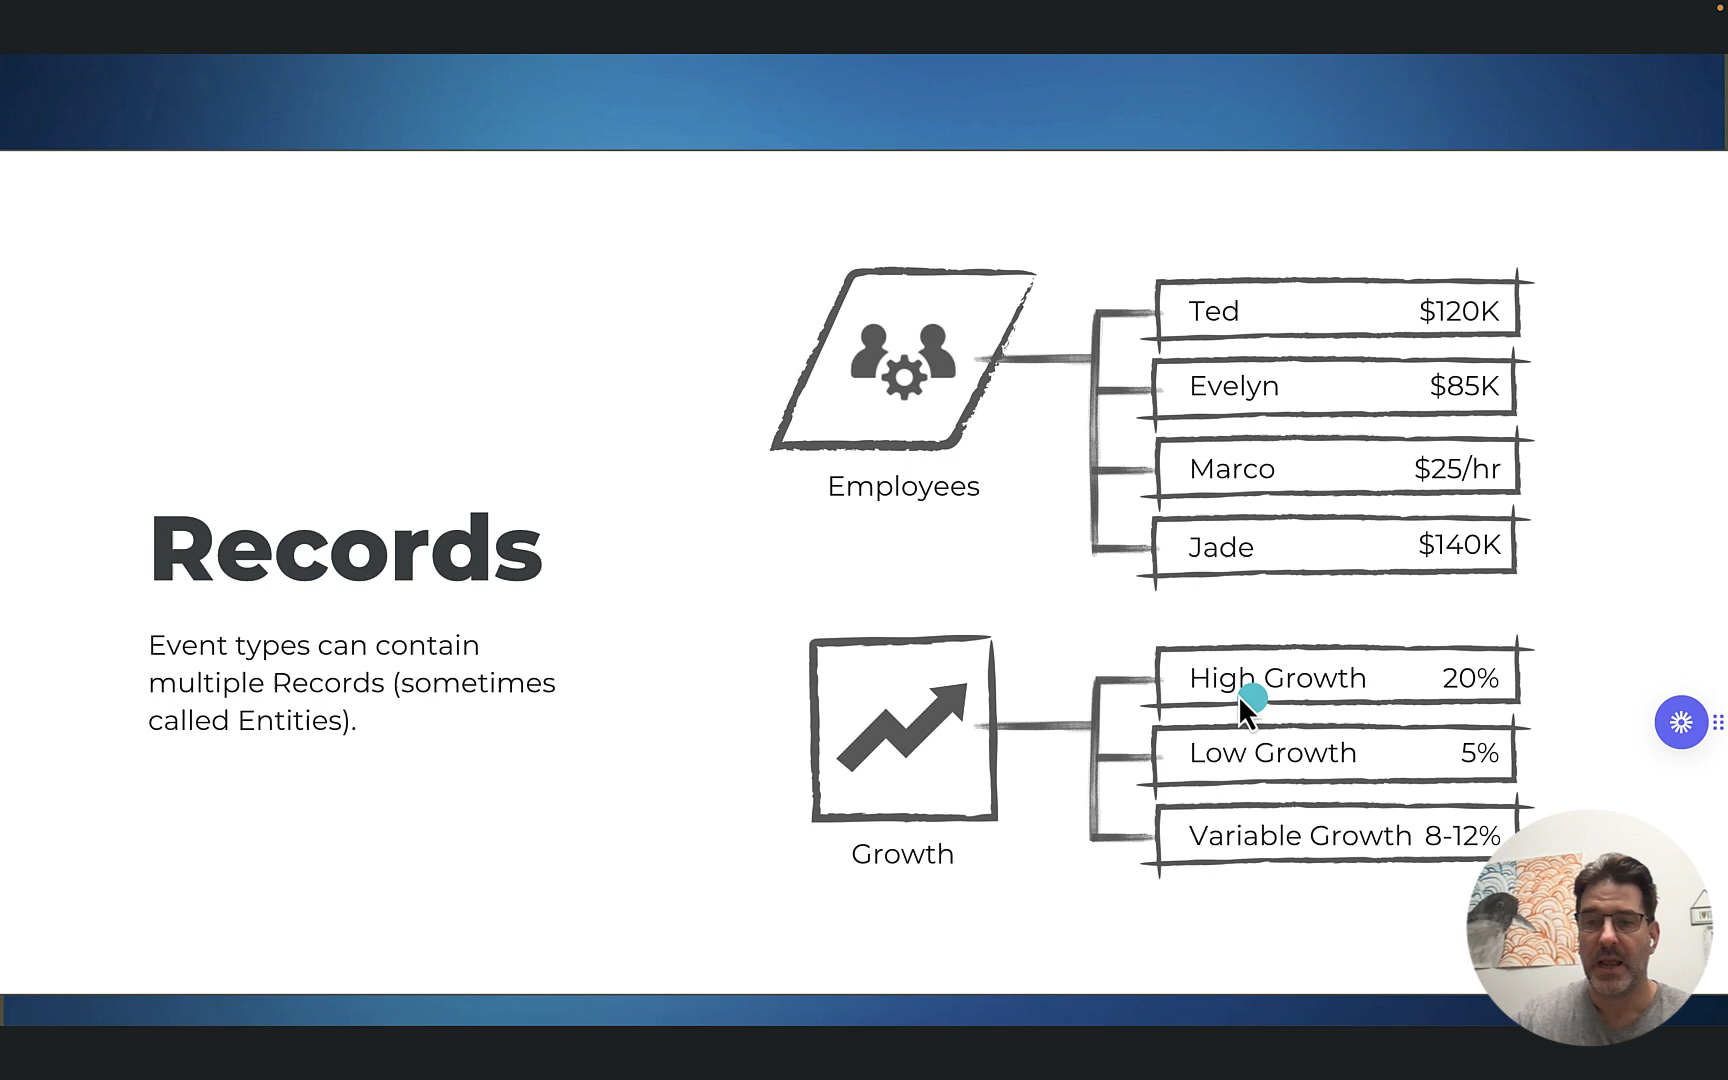 Records
Event types can contain
multiple Records (sometimes
called Entities).
Employees
Ted $120K
Evelyn $85K
Marco $25/hr
Jade $140K
Growth
High Growth 20%
Low Growth 5%
Variable Growth 8-12%